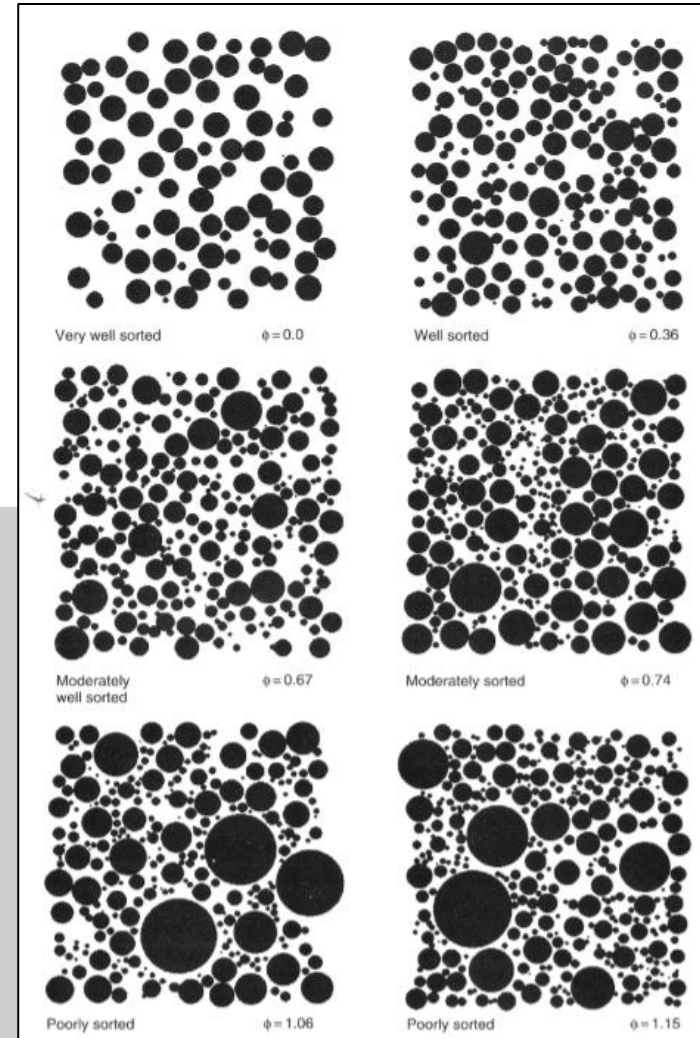 Very well sorted ϕ=0.0
Well sorted ϕ=0.36
Moderately
well sorted ϕ=0.67
Moderately sorted ϕ=0.74
Poorly sorted ϕ=1.06
Poorly sorted ϕ=1.15